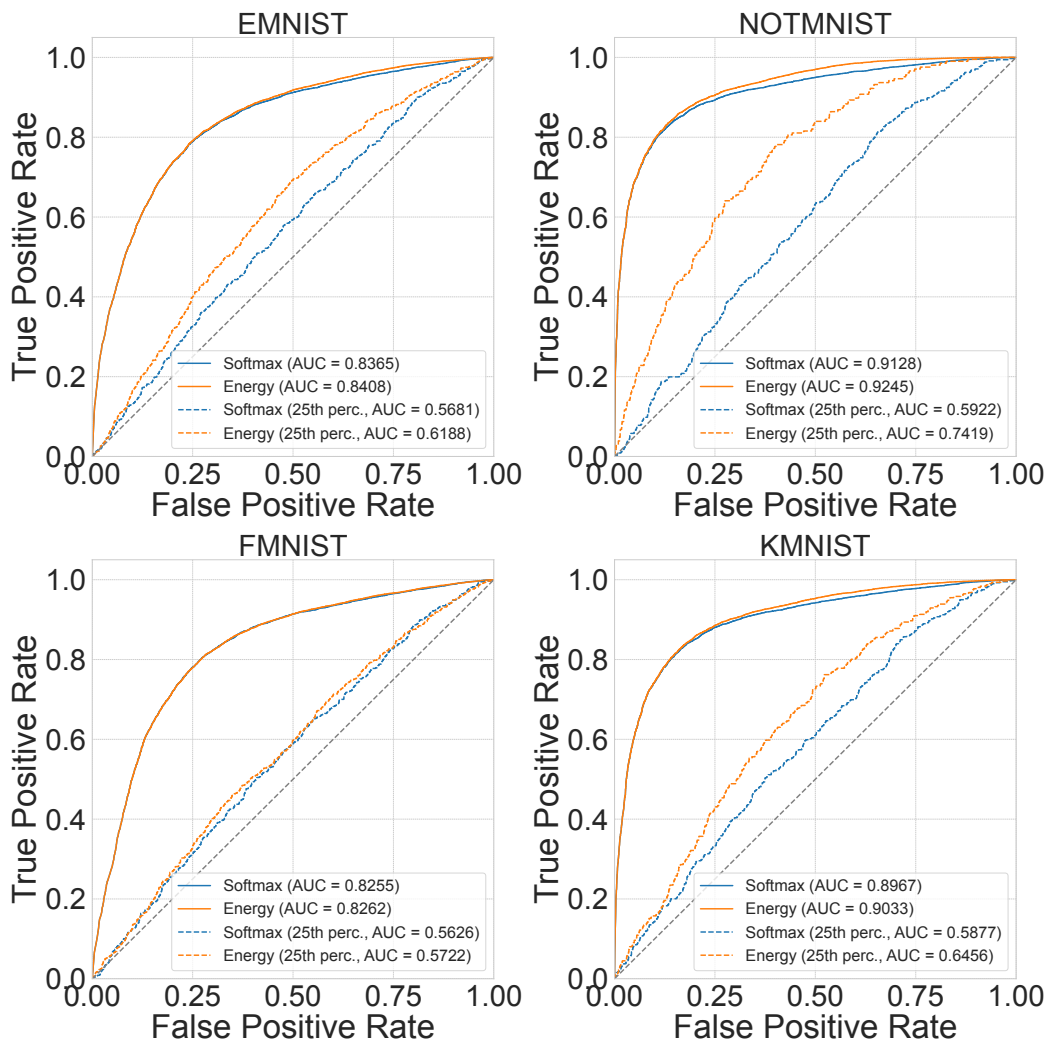 EMNIST
True Positive Rate
1.0
0.8
0.6
0.4
0.2
0.0
Softmax (AUC = 0.8365)
Energy (AUC = 0.8408)
Softmax (25th perc., AUC = 0.5681)
Energy (25th perc., AUC = 0.6188)
0.00 0.25 0.50 0.75 1.00
False Positive Rate
NOTMNIST
True Positive Rate
1.0
0.8
0.6
0.4
0.2
0.0
Softmax (AUC = 0.9128)
Energy (AUC = 0.9245)
Softmax (25th perc., AUC = 0.5922)
Energy (25th perc., AUC = 0.7419)
0.00 0.25 0.50 0.75 1.00
False Positive Rate
FMNIST
True Positive Rate
1.0
0.8
0.6
0.4
0.2
0.0
Softmax (AUC = 0.8255)
Energy (AUC = 0.8262)
Softmax (25th perc., AUC = 0.5626)
Energy (25th perc., AUC = 0.5722)
0.00 0.25 0.50 0.75 1.00
False Positive Rate
KMNIST
True Positive Rate
1.0
0.8
0.6
0.4
0.2
0.0
Softmax (AUC = 0.8967)
Energy (AUC = 0.9033)
Softmax (25th perc., AUC = 0.5877)
Energy (25th perc., AUC = 0.6456)
0.00 0.25 0.50 0.75 1.00
False Positive Rate